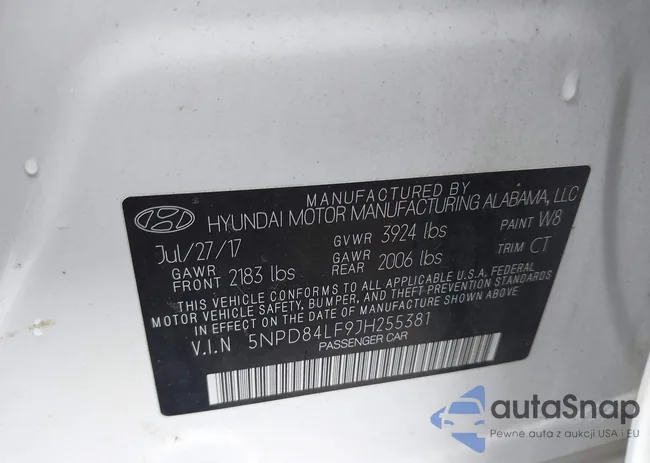 MANUFACTURED BY
HYUNDAI MOTOR MANUFACTURING ALABAMA, LLC
Jul/27/17 GVWR 3924 lbs PAINT W8
GAWR FRONT 2183 lbs GAWR REAR 2006 lbs TRIM CT
THIS VEHICLE CONFORMS TO ALL APPLICABLE U.S.A. FEDERAL
MOTOR VEHICLE SAFETY, BUMPER, AND THEFT PREVENTION STANDARDS
IN EFFECT ON THE DATE OF MANUFACTURE SHOWN ABOVE
V.I.N 5NPD84LF9JH255381
PASSENGER CAR
autaSnap
Pewne auta z aukcji USA i EU